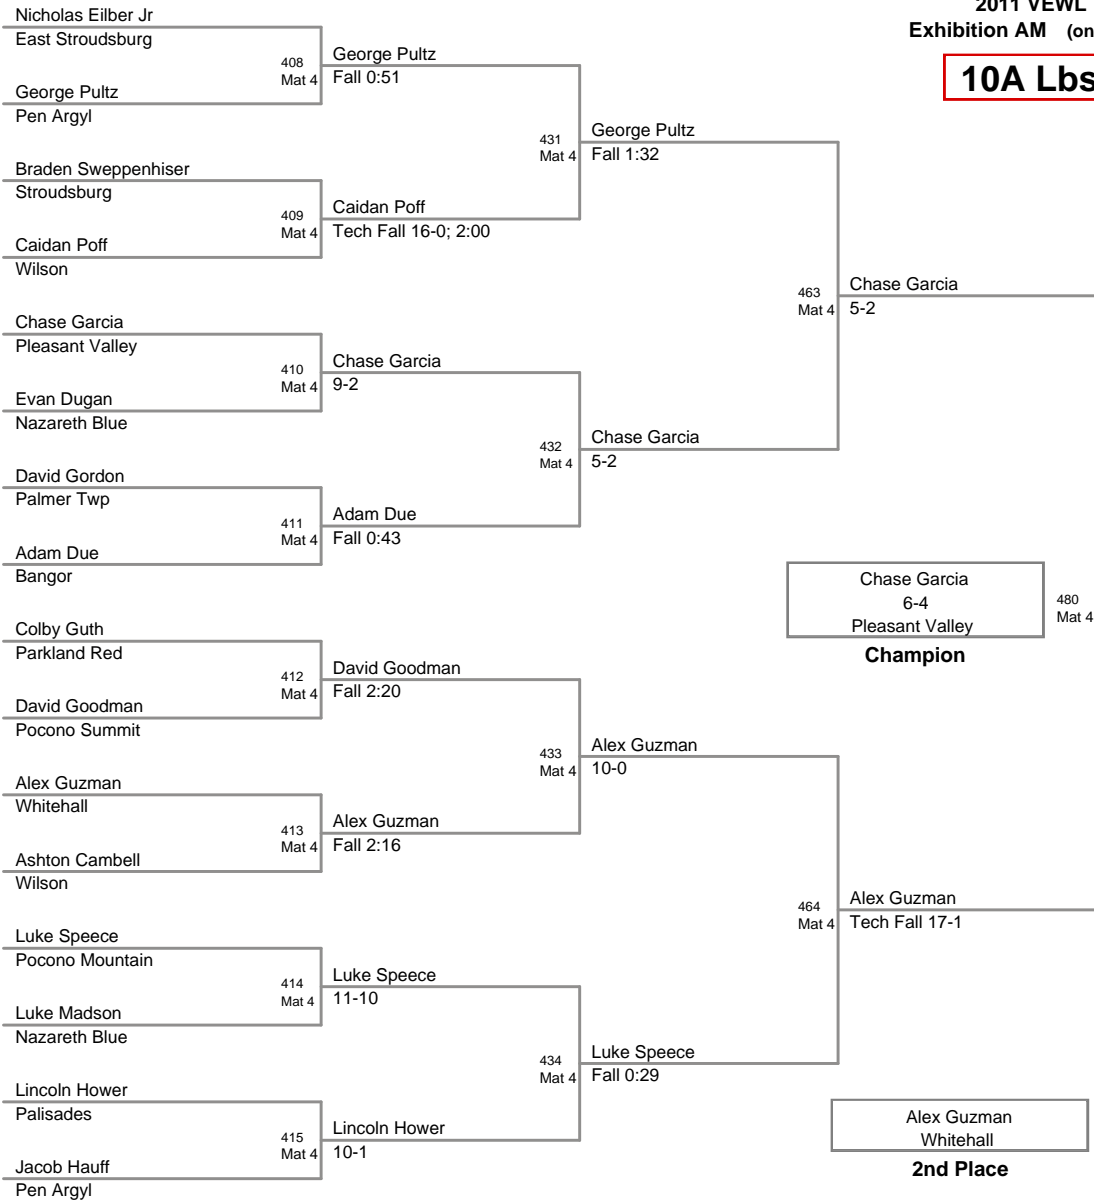 2011 VEWL
Exhibition AM (on
10A Lbs
Nicholas Eilber Jr
East Stroudsburg
408
Mat 4
George Pultz
Fall 0:51
George Pultz
Pen Argyl
431
Mat 4
George Pultz
Fall 1:32
Braden Sweppenhiser
Stroudsburg
409
Mat 4
Caidan Poff
Tech Fall 16-0; 2:00
Caidan Poff
Wilson
463
Mat 4
Chase Garcia
5-2
Chase Garcia
Pleasant Valley
410
Mat 4
Chase Garcia
9-2
Evan Dugan
Nazareth Blue
432
Mat 4
Chase Garcia
5-2
David Gordon
Palmer Twp
411
Mat 4
Adam Due
Fall 0:43
Adam Due
Bangor
Chase Garcia
6-4
Pleasant Valley
480
Mat 4
Champion
Colby Guth
Parkland Red
412
Mat 4
David Goodman
Fall 2:20
David Goodman
Pocono Summit
433
Mat 4
Alex Guzman
10-0
Alex Guzman
Whitehall
413
Mat 4
Alex Guzman
Fall 2:16
Ashton Cambell
Wilson
464
Mat 4
Alex Guzman
Tech Fall 17-1
Luke Speece
Pocono Mountain
414
Mat 4
Luke Speece
11-10
Luke Madson
Nazareth Blue
434
Mat 4
Luke Speece
Fall 0:29
Lincoln Hower
Palisades
415
Mat 4
Lincoln Hower
10-1
Jacob Hauff
Pen Argyl
Alex Guzman
Whitehall
2nd Place